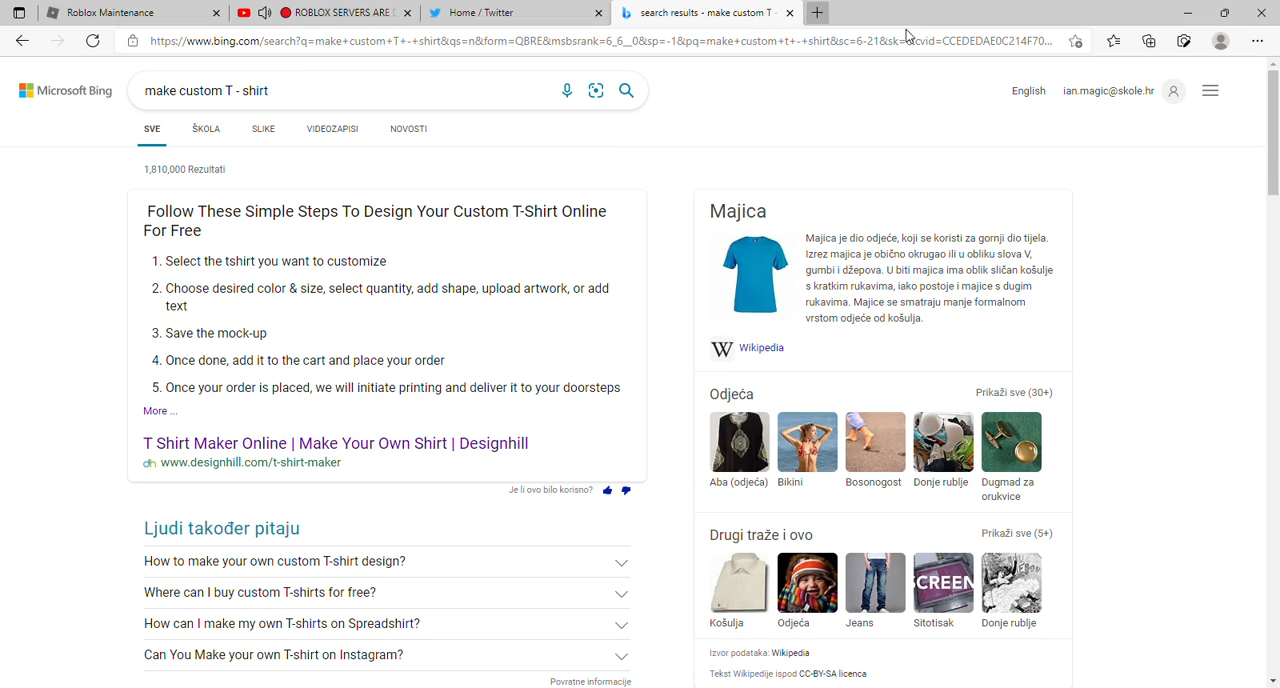 Roblox Maintenance
ROBLOX SERVERS ARE
Home / Twitter
search results - make custom T -
https://www.bing.com/search?q=make+custom+T+-+shirt&qs=n&form=QBRE&msbsrank=6_6__0&sp=-1&pq=make+custom+t+-+shirt&sc=6-21&sk=&cvid=CCEDEDAE0C214F70...
Microsoft Bing
make custom T - shirt
English
ian.magic@skole.hr
SVE
ŠKOLA
SLIKE
VIDEOZAPISI
NOVOSTI
1,810,000 Rezultati
Follow These Simple Steps To Design Your Custom T-Shirt Online
For Free
1. Select the tshirt you want to customize
2. Choose desired color & size, select quantity, add shape, upload artwork, or add
text
3. Save the mock-up
4. Once done, add it to the cart and place your order
5. Once your order is placed, we will initiate printing and deliver it to your doorsteps
More ...
T Shirt Maker Online | Make Your Own Shirt | Designhill
dh www.designhill.com/t-shirt-maker
Je li ovo bilo korisno?
Ljudi također pitaju
How to make your own custom T-shirt design?
Where can I buy custom T-shirts for free?
How can I make my own T-shirts on Spreadshirt?
Can You Make your own T-shirt on Instagram?
Povratne informacije
Majica
Majica je dio odjeće, koji se koristi za gornji dio tijela.
Izrez majica je obično okrugao ili u obliku slova V,
gumbi i džepova. U biti majica ima oblik sličan košulje
s kratkim rukavima, iako postoje i majice s dugim
rukavima. Majice se smatraju manje formalnom
vrstom odjeće od košulja.
W Wikipedia
Odjeća
Prikaži sve (30+)
Aba (odjeća)
Bikini
Bosonogost
Donje rublje
Dugmad za
orukvice
Drugi traže i ovo
Prikaži sve (5+)
SCREEN
Košulja
Odjeća
Jeans
Sitotisak
Donje rublje
Izvor podataka: Wikipedia
Tekst Wikipedije ispod CC-BY-SA licenca